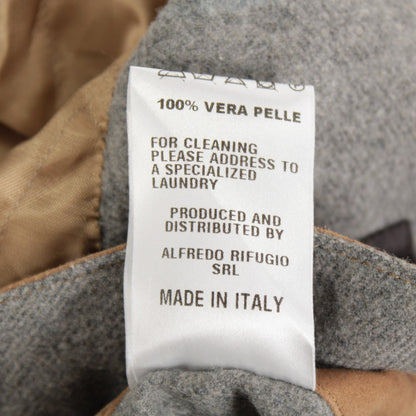 100% VERA PELLE
FOR CLEANING
PLEASE ADDRESS TO
A SPECIALIZED
LAUNDRY
PRODUCED AND
DISTRIBUTED BY
ALFREDO RIFUGIO
SRL
MADE IN ITALY